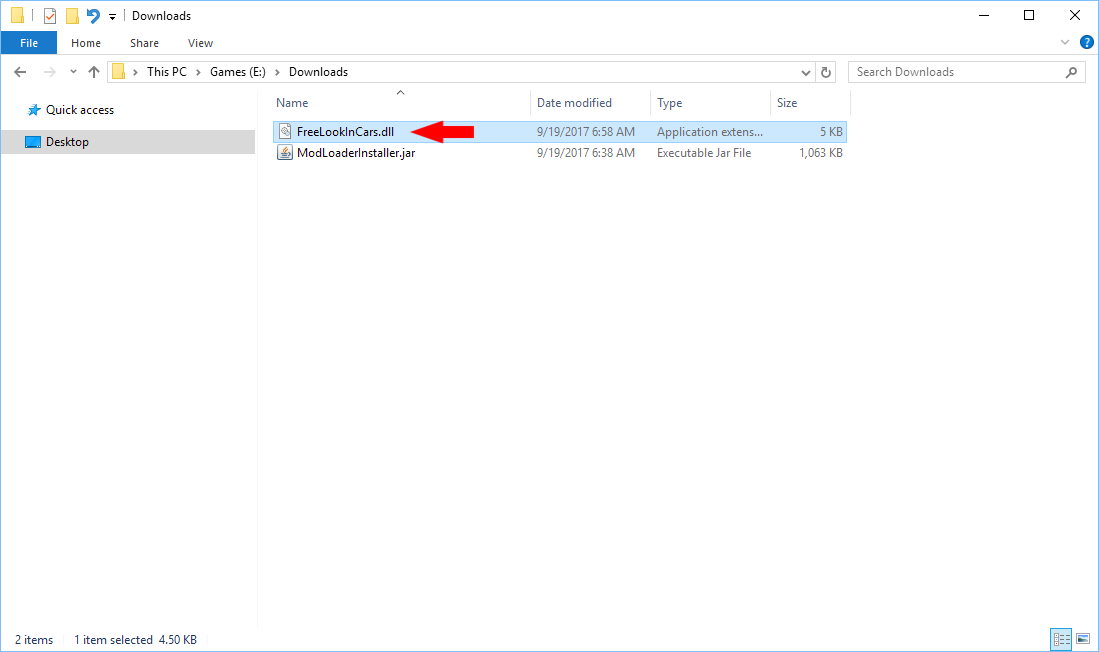 Downloads
File Home Share View
This PC Games (E:) Downloads Search Downloads
Quick access
Desktop
Name Date modified Type Size
FreeLookInCars.dll 9/19/2017 6:58 AM Application extens... 5 KB
ModLoaderInstaller.jar 9/19/2017 6:38 AM Executable Jar File 1,063 KB
2 items 1 item selected 4.50 KB